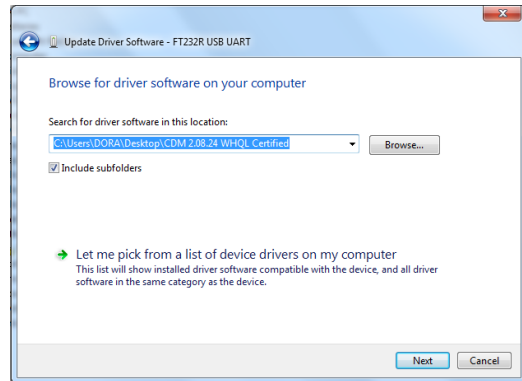 Update Driver Software - FT232R USB UART
Browse for driver software on your computer
Search for driver software in this location:
C:\Users\DORA\Desktop\CDM 2.08.24 WHQL Certified
Browse...
Include subfolders
Let me pick from a list of device drivers on my computer
This list will show installed driver software compatible with the device, and all driver
software in the same category as the device.
Next Cancel